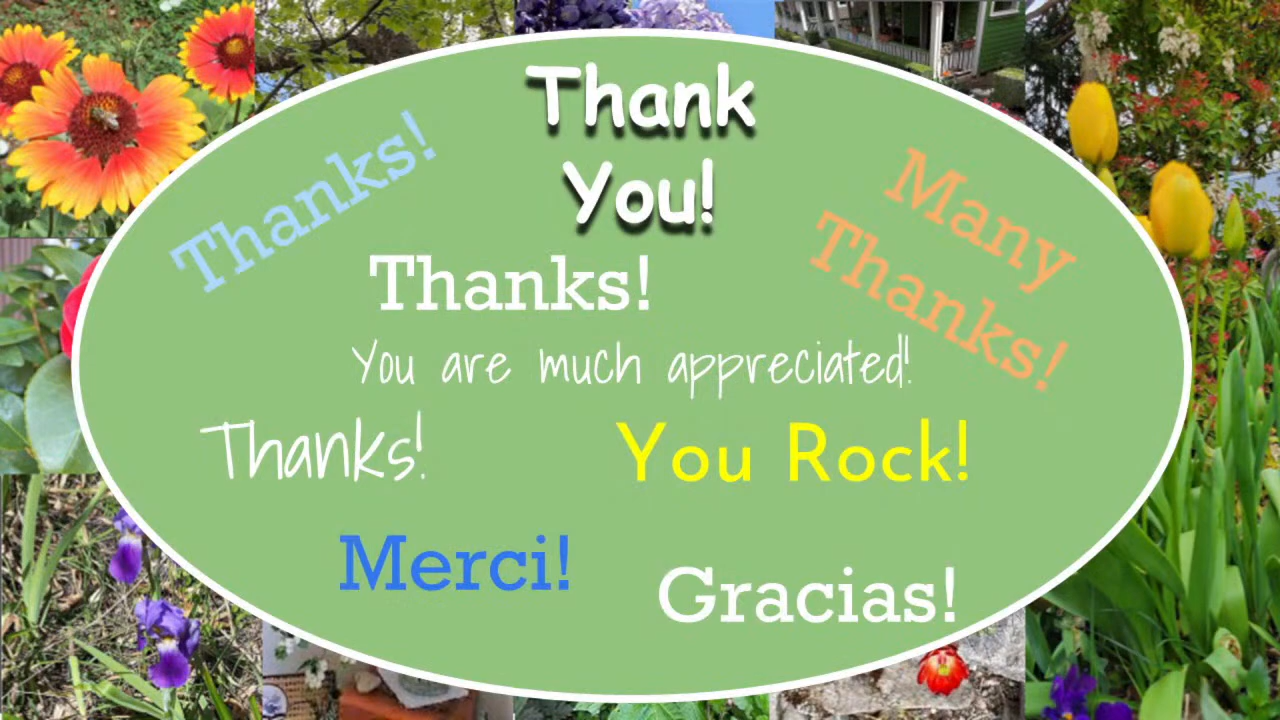 Thank
You!
Thanks!
Many
Thanks!
Thanks!
You are much appreciated!
Thanks!
You Rock!
Merci!
Gracias!